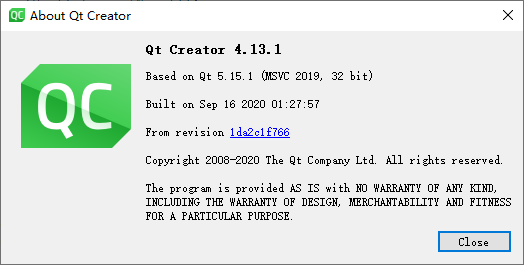 About Qt Creator
QC
Qt Creator 4.13.1
Based on Qt 5.15.1 (MSVC 2019, 32 bit)
Built on Sep 16 2020 01:27:57
From revision 1da2c1f766
Copyright 2008-2020 The Qt Company Ltd. All rights reserved.
The program is provided AS IS with NO WARRANTY OF ANY KIND,
INCLUDING THE WARRANTY OF DESIGN, MERCHANTABILITY AND FITNESS
FOR A PARTICULAR PURPOSE.
Close